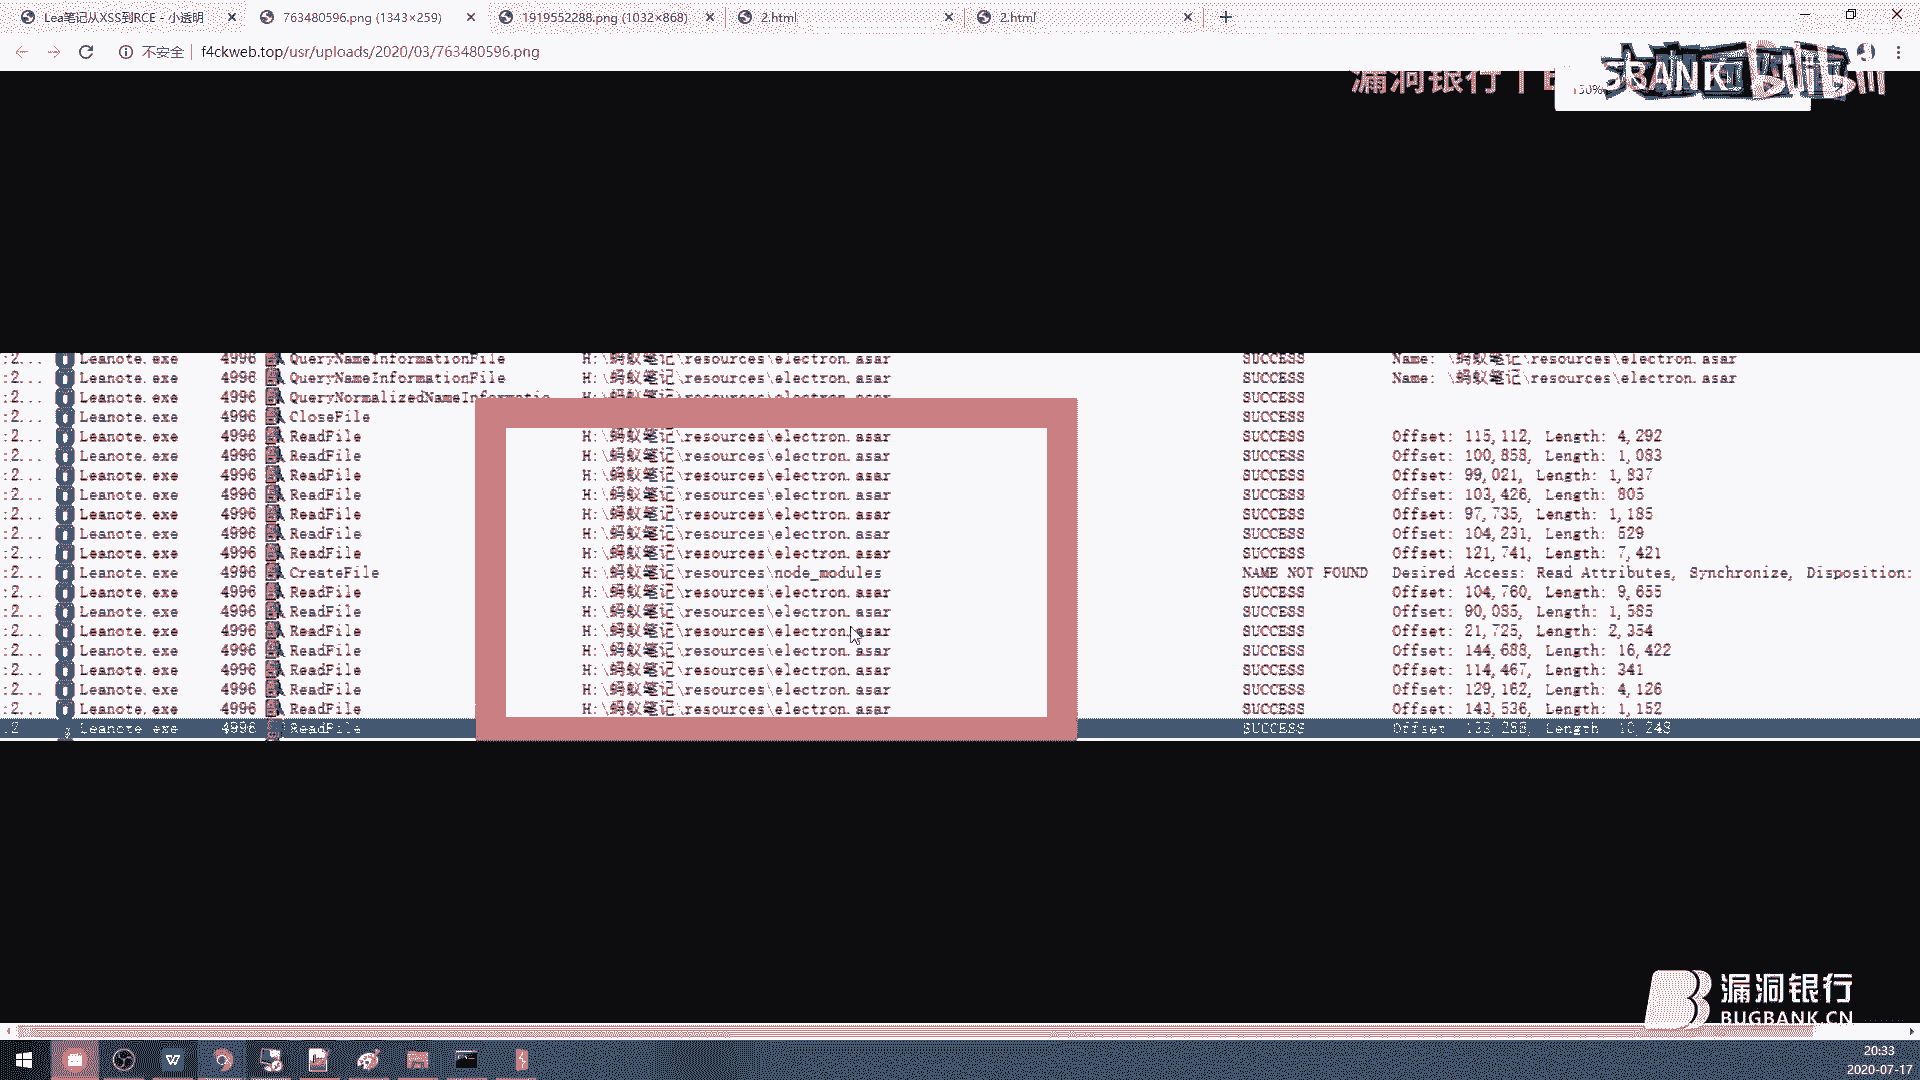 Lea笔记从XSS到RCE - 小透明
763480596.png (1343×259)
1919552288.png (1032×868)
2.html
2.html
不安全
f4ckweb.top/usr/uploads/2020/03/763480596.png
漏洞银行 | B
SBANK bilibili
:2... Leanote.exe 4996 QueryNameInformationFile H:\蚂蚁笔记\resources\electron.asar SUCCESS Name: \蚂蚁笔记\resources\electron.asar
:2... Leanote.exe 4996 QueryNameInformationFile H:\蚂蚁笔记\resources\electron.asar SUCCESS Name: \蚂蚁笔记\resources\electron.asar
:2... Leanote.exe 4996 QueryNormalizedNameInformatio... H:\蚂蚁笔记\resources\electron.asar SUCCESS
:2... Leanote.exe 4996 CloseFile SUCCESS
:2... Leanote.exe 4996 ReadFile H:\蚂蚁笔记\resources\electron.asar SUCCESS Offset: 115,112, Length: 4,292
:2... Leanote.exe 4996 ReadFile H:\蚂蚁笔记\resources\electron.asar SUCCESS Offset: 100,858, Length: 1,083
:2... Leanote.exe 4996 ReadFile H:\蚂蚁笔记\resources\electron.asar SUCCESS Offset: 99,021, Length: 1,837
:2... Leanote.exe 4996 ReadFile H:\蚂蚁笔记\resources\electron.asar SUCCESS Offset: 103,426, Length: 805
:2... Leanote.exe 4996 ReadFile H:\蚂蚁笔记\resources\electron.asar SUCCESS Offset: 97,735, Length: 1,185
:2... Leanote.exe 4996 ReadFile H:\蚂蚁笔记\resources\electron.asar SUCCESS Offset: 104,231, Length: 529
:2... Leanote.exe 4996 ReadFile H:\蚂蚁笔记\resources\electron.asar SUCCESS Offset: 121,741, Length: 7,421
:2... Leanote.exe 4996 CreateFile H:\蚂蚁笔记\resources\node_modules NAME NOT FOUND Desired Access: Read Attributes, Synchronize, Disposition:
:2... Leanote.exe 4996 ReadFile H:\蚂蚁笔记\resources\electron.asar SUCCESS Offset: 104,760, Length: 9,655
:2... Leanote.exe 4996 ReadFile H:\蚂蚁笔记\resources\electron.asar SUCCESS Offset: 90,085, Length: 1,585
:2... Leanote.exe 4996 ReadFile H:\蚂蚁笔记\resources\electron.asar SUCCESS Offset: 21,725, Length: 2,354
:2... Leanote.exe 4996 ReadFile H:\蚂蚁笔记\resources\electron.asar SUCCESS Offset: 144,688, Length: 16,422
:2... Leanote.exe 4996 ReadFile H:\蚂蚁笔记\resources\electron.asar SUCCESS Offset: 114,467, Length: 341
:2... Leanote.exe 4996 ReadFile H:\蚂蚁笔记\resources\electron.asar SUCCESS Offset: 129,162, Length: 4,126
:2... Leanote.exe 4996 ReadFile H:\蚂蚁笔记\resources\electron.asar SUCCESS Offset: 143,536, Length: 1,152
:2 Leanote.exe 4996 ReadFile SUCCESS Offset 133,288, Length 10,248
漏洞银行
BUGBANK.CN
20:33
2020-07-17